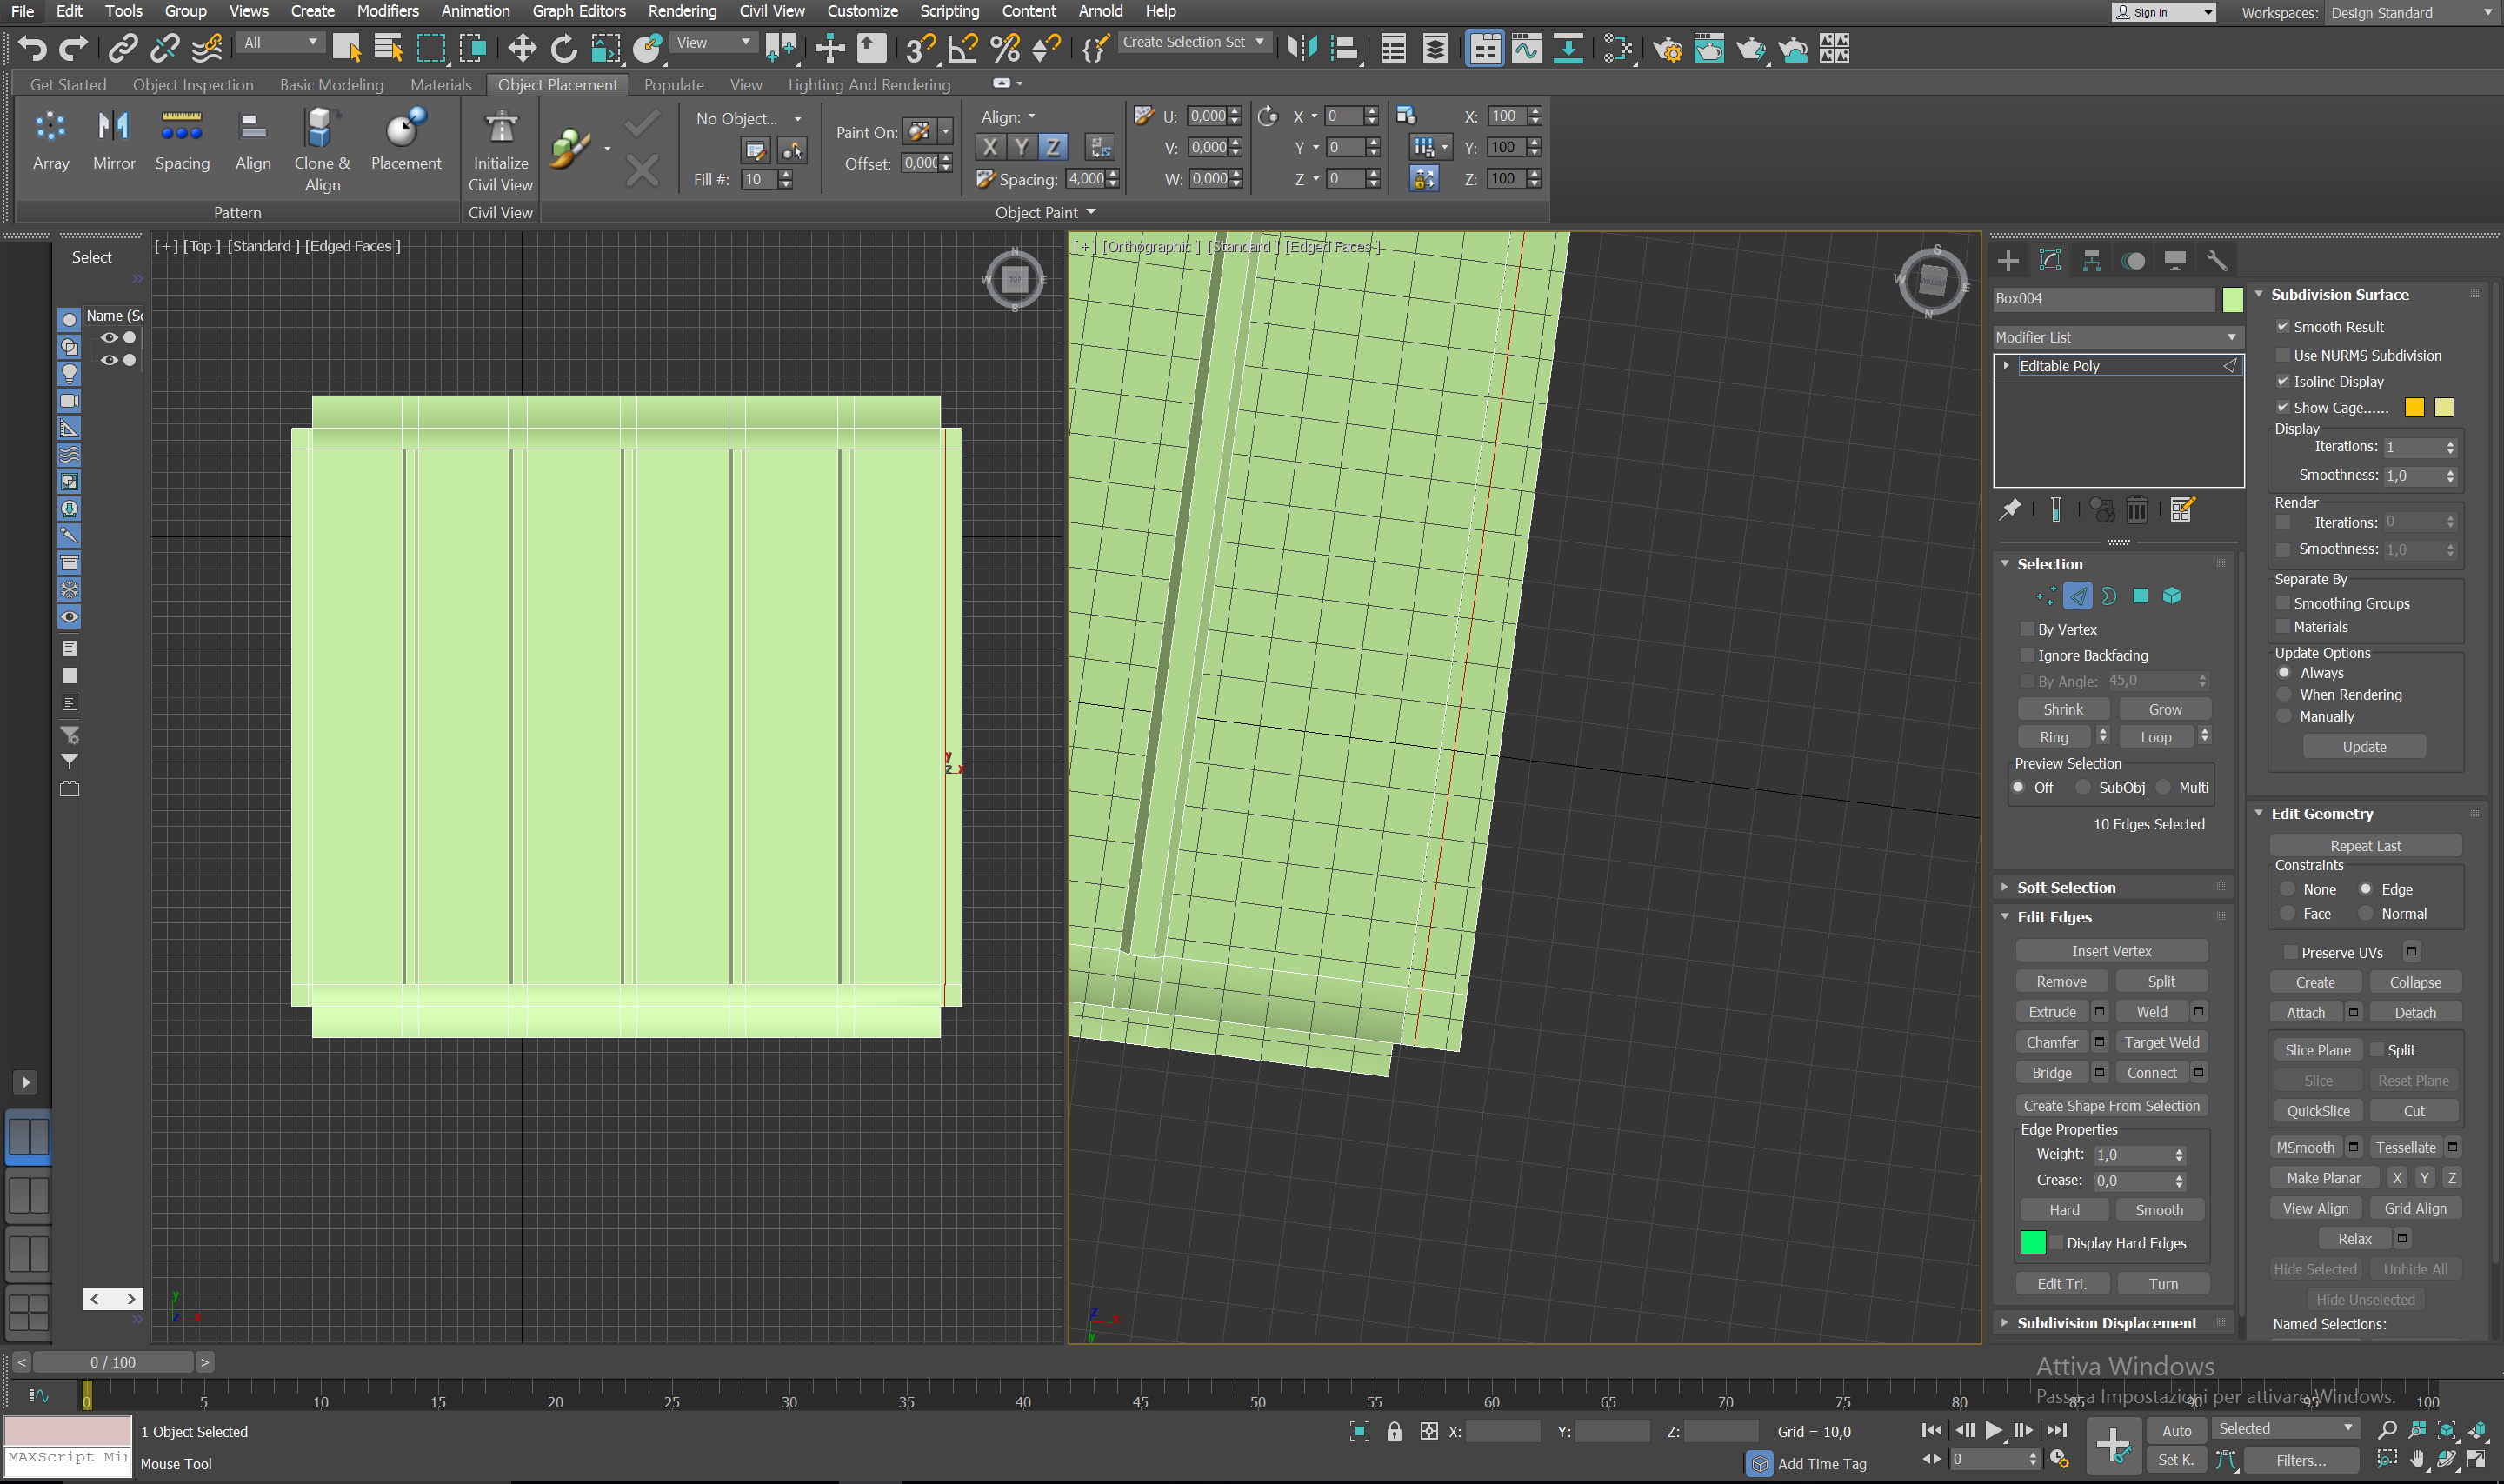 File Edit Tools Group Views Create Modifiers Animation Graph Editors Rendering Civil View Customize Scripting Content Arnold Help
Sign In
Workspaces: Design Standard
All
View
Create Selection Set
Get Started Object Inspection Basic Modeling Materials Object Placement Populate View Lighting And Rendering
Array Mirror Spacing Align Clone & Align Placement
Pattern
Initialize Civil View
Civil View
No Object...
Fill #: 10
Paint On:
Offset: 0,000
Align:
X Y Z
Spacing: 4,000
U: 0,000
V: 0,000
W: 0,000
X 0
Y 0
Z 0
X: 100
Y: 100
Z: 100
Object Paint
Select
Name (So
[+] [Top] [Standard] [Edged Faces]
N
W TOP E
S
y
z x
y
z x
[+] [Orthographic] [Standard] [Edged Faces]
S
W E
N
z x
y
Box004
Modifier List
Editable Poly
Selection
By Vertex
Ignore Backfacing
By Angle: 45,0
Shrink Grow
Ring Loop
Preview Selection
Off SubObj Multi
10 Edges Selected
Soft Selection
Edit Edges
Insert Vertex
Remove Split
Extrude Weld
Chamfer Target Weld
Bridge Connect
Create Shape From Selection
Edge Properties
Weight: 1,0
Crease: 0,0
Hard Smooth
Display Hard Edges
Edit Tri. Turn
Subdivision Displacement
Subdivision Surface
Smooth Result
Use NURMS Subdivision
Isoline Display
Show Cage......
Display
Iterations: 1
Smoothness: 1,0
Render
Iterations: 0
Smoothness: 1,0
Separate By
Smoothing Groups
Materials
Update Options
Always
When Rendering
Manually
Update
Edit Geometry
Repeat Last
Constraints
None Edge
Face Normal
Preserve UVs
Create Collapse
Attach Detach
Slice Plane Split
Slice Reset Plane
QuickSlice Cut
MSmooth Tessellate
Make Planar X Y Z
View Align Grid Align
Relax
Hide Selected Unhide All
Hide Unselected
Named Selections:
< 0 / 100 >
Attiva Windows
Passa a Impostazioni per attivare Windows.
0 5 10 15 20 25 30 35 40 45 50 55 60 65 70 75 80 85 90 95 100
MAXScript Mi
1 Object Selected
Mouse Tool
X: Y: Z: Grid = 10,0
Add Time Tag
0
Auto Selected
Set K. Filters...